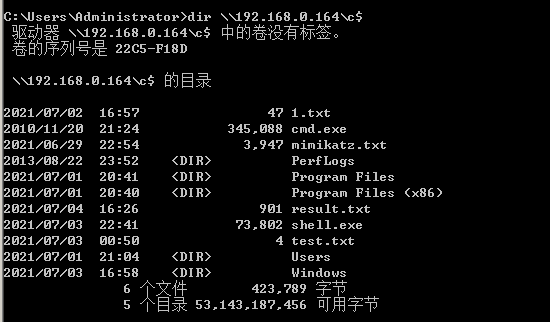 C:\Users\Administrator>dir \\192.168.0.164\c$
驱动器 \\192.168.0.164\c$ 中的卷没有标签。
卷的序列号是 22C5-F18D
\\192.168.0.164\c$ 的目录
2021/07/02  16:57                47 1.txt
2010/11/20  21:24           345,088 cmd.exe
2021/06/29  22:54             3,947 mimikatz.txt
2013/08/22  23:52    <DIR>          PerfLogs
2021/07/01  20:41    <DIR>          Program Files
2021/07/01  20:40    <DIR>          Program Files (x86)
2021/07/04  16:26               901 result.txt
2021/07/03  22:41            73,802 shell.exe
2021/07/03  00:50                 4 test.txt
2021/07/01  21:04    <DIR>          Users
2021/07/03  16:58    <DIR>          Windows
6 个文件        423,789 字节
5 个目录 53,143,187,456 可用字节